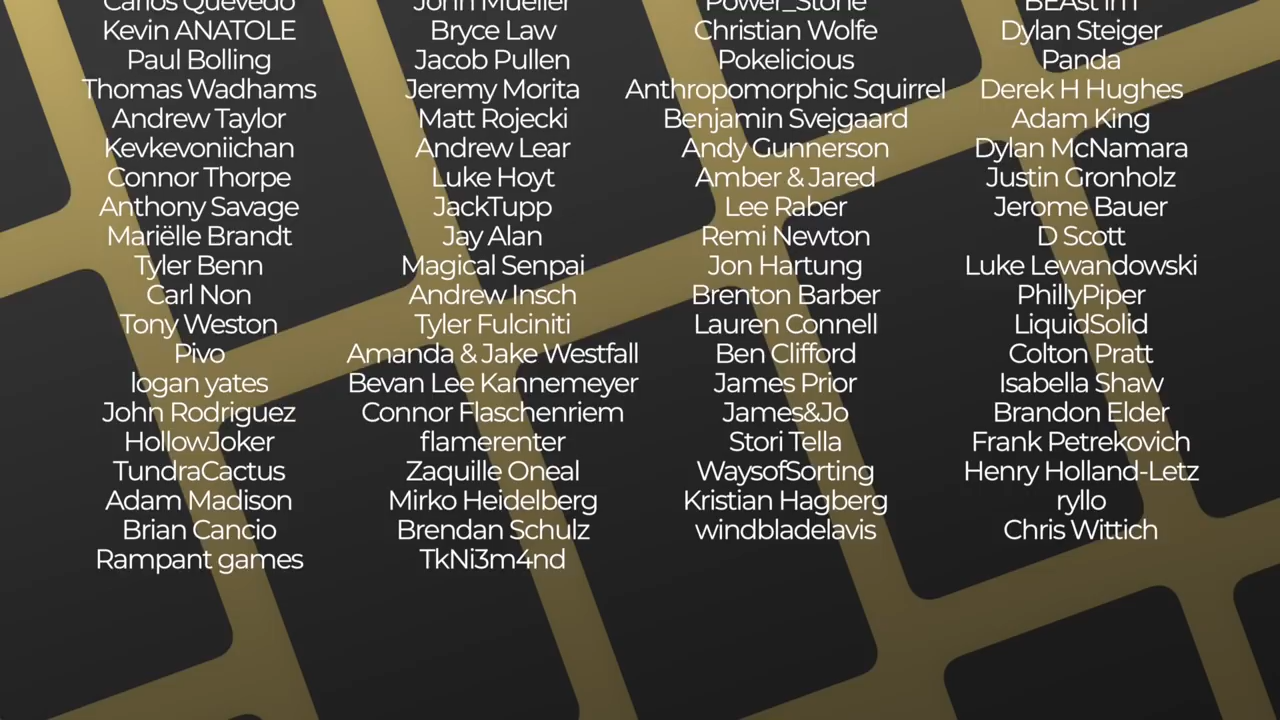 Carlos Quevedo
Kevin ANATOLE
Paul Bolling
Thomas Wadhams
Andrew Taylor
Kevkevoniichan
Connor Thorpe
Anthony Savage
Mariëlle Brandt
Tyler Benn
Carl Non
Tony Weston
Pivo
logan yates
John Rodriguez
HollowJoker
TundraCactus
Adam Madison
Brian Cancio
Rampant games
John Mueller
Bryce Law
Jacob Pullen
Jeremy Morita
Matt Rojecki
Andrew Lear
Luke Hoyt
JackTupp
Jay Alan
Magical Senpai
Andrew Insch
Tyler Fulciniti
Amanda & Jake Westfall
Bevan Lee Kannemeyer
Connor Flaschenriem
flamerenter
Zaquille Oneal
Mirko Heidelberg
Brendan Schulz
TkNi3m4nd
Power_Stone
Christian Wolfe
Pokelicious
Anthropomorphic Squirrel
Benjamin Svejgaard
Andy Gunnerson
Amber & Jared
Lee Raber
Remi Newton
Jon Hartung
Brenton Barber
Lauren Connell
Ben Clifford
James Prior
James&Jo
Stori Tella
WaysofSorting
Kristian Hagberg
windbladelavis
Dylan Steiger
Panda
Derek H Hughes
Adam King
Dylan McNamara
Justin Gronholz
Jerome Bauer
D Scott
Luke Lewandowski
PhillyPiper
LiquidSolid
Colton Pratt
Isabella Shaw
Brandon Elder
Frank Petrekovich
Henry Holland-Letz
ryllo
Chris Wittich